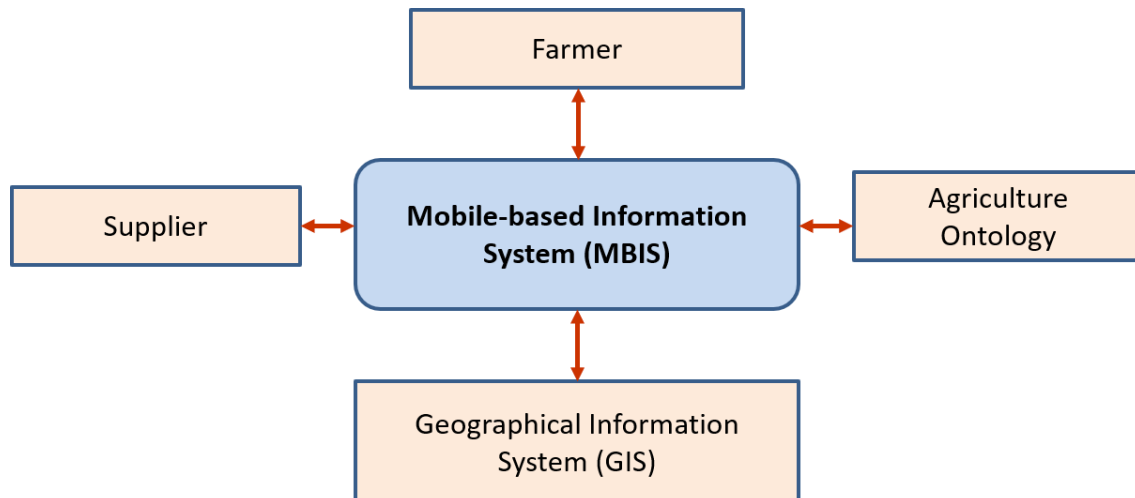 Farmer
Supplier
Mobile-based Information
System (MBIS)
Agriculture
Ontology
Geographical Information
System (GIS)